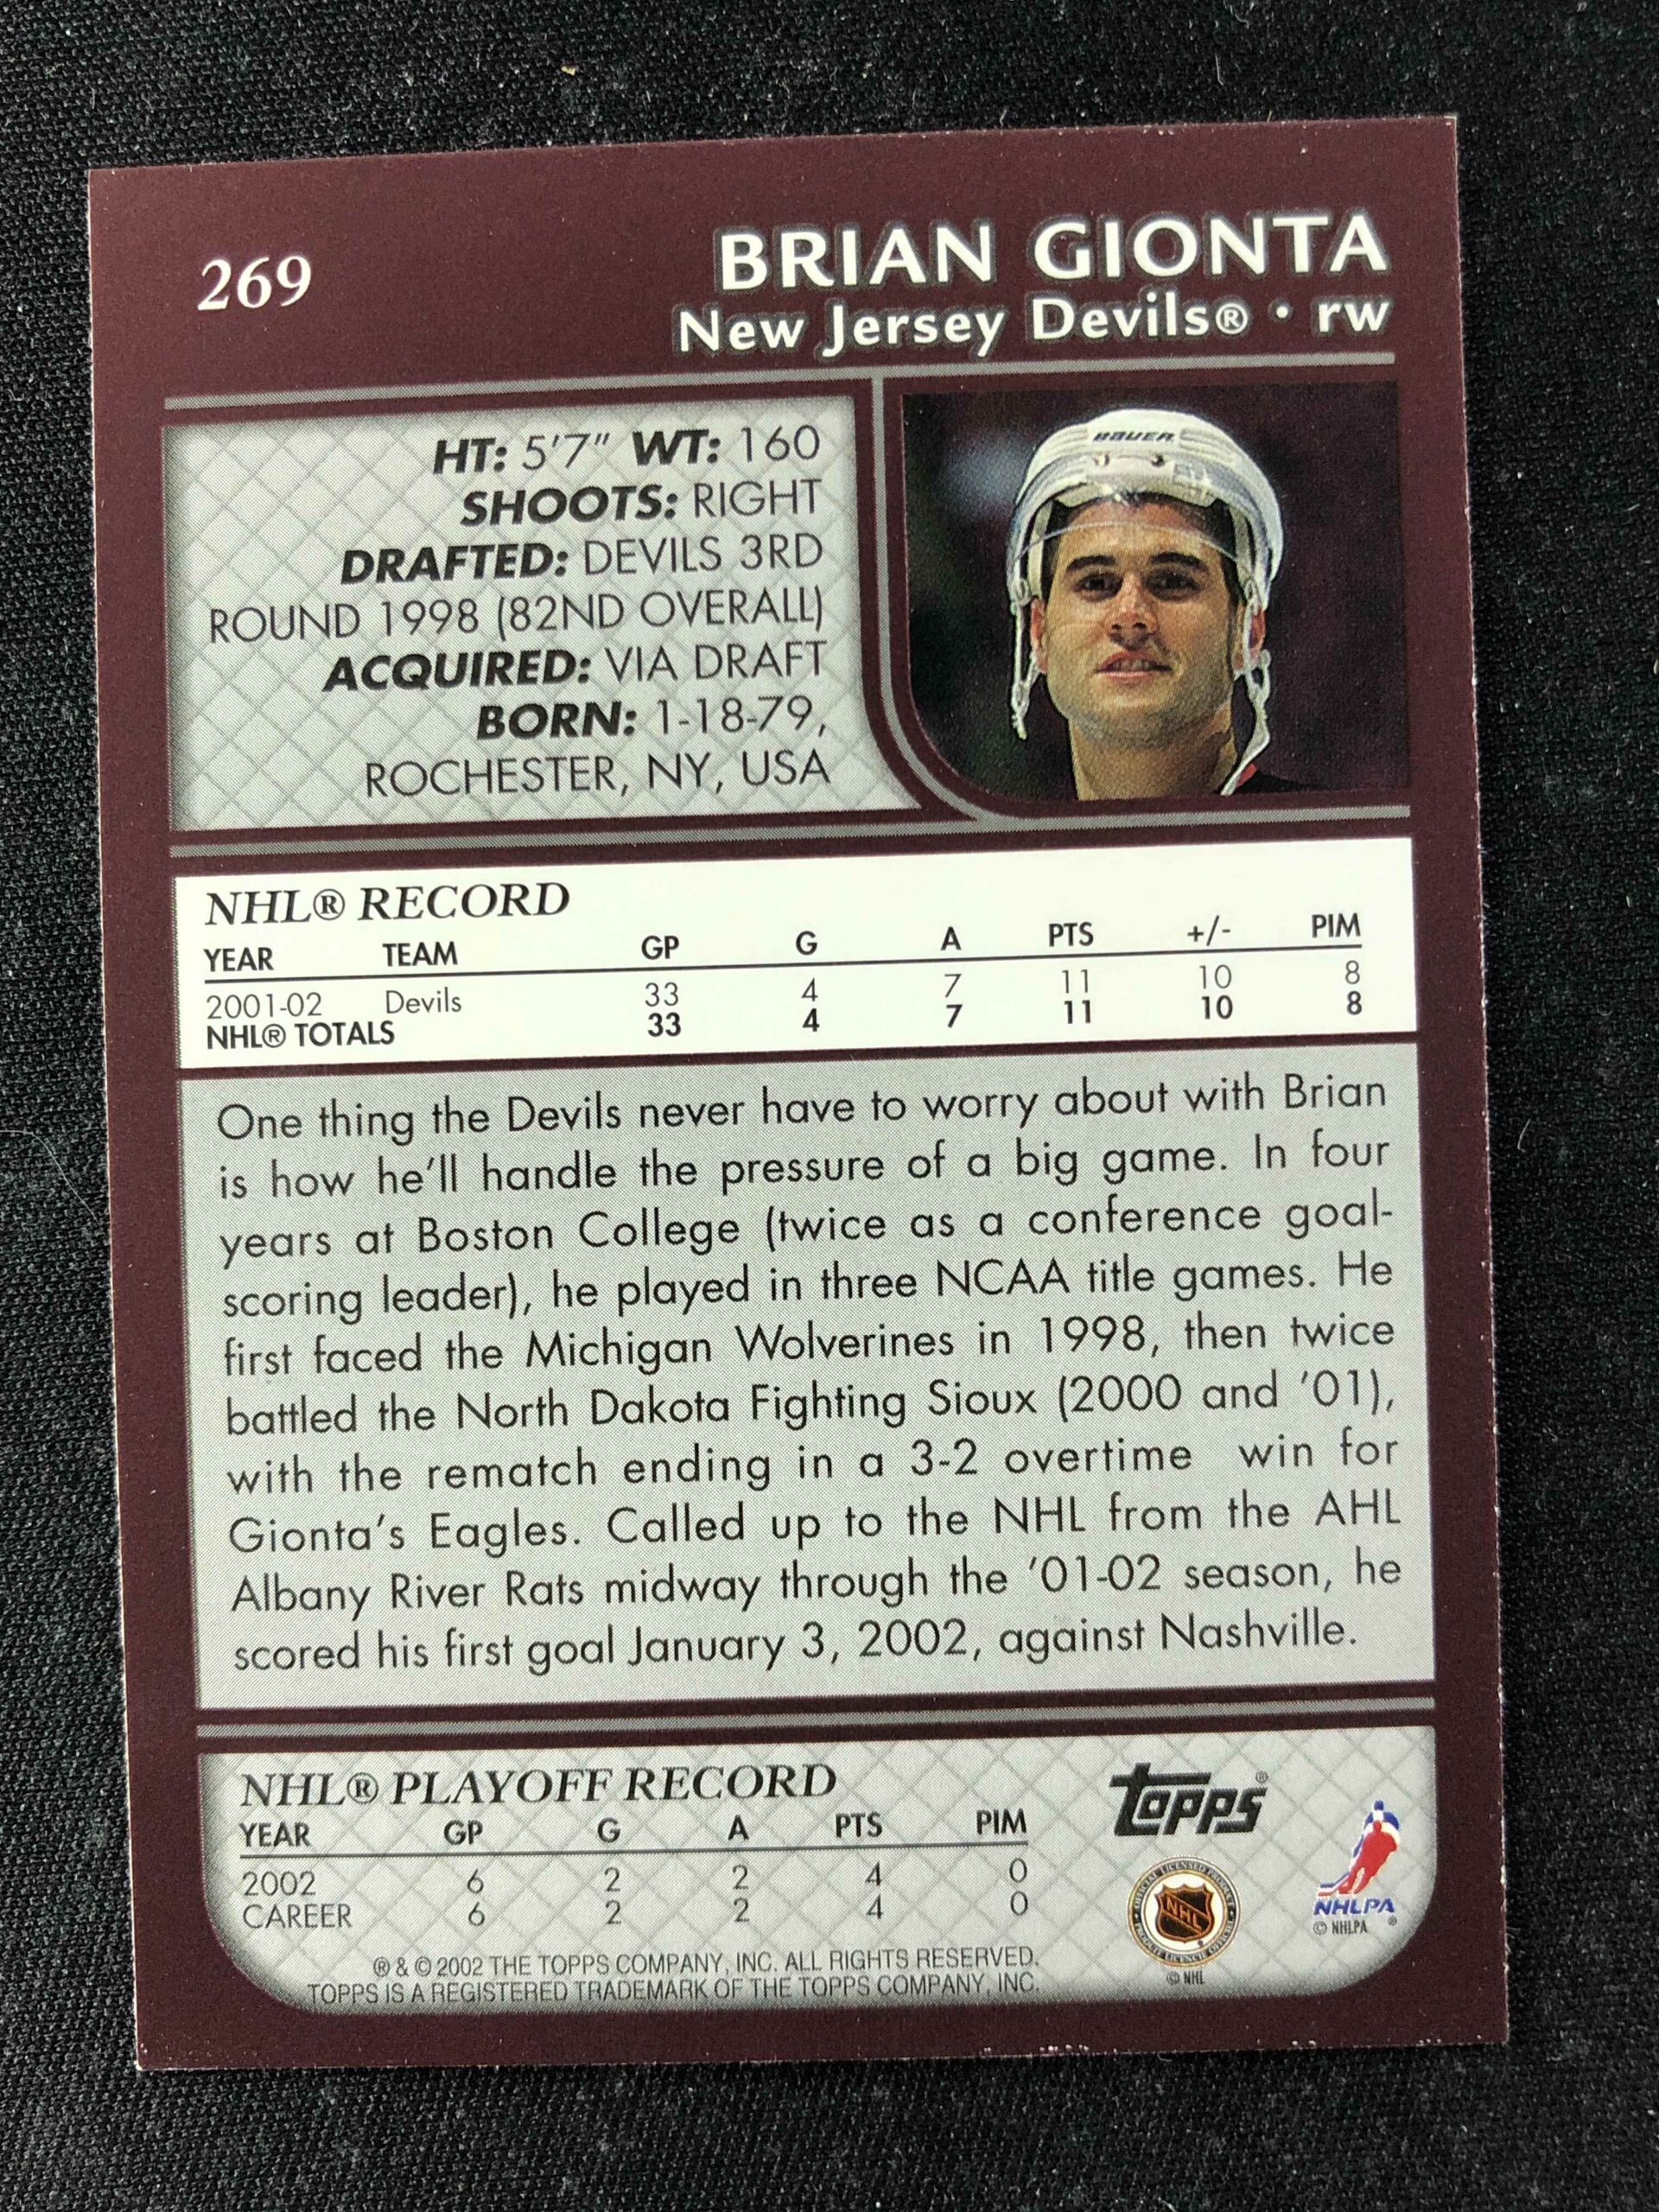 269
BRIAN GIONTA
New Jersey Devils® • rw
HT: 5'7" WT: 160
SHOOTS: RIGHT
DRAFTED: DEVILS 3RD
ROUND 1998 (82ND OVERALL)
ACQUIRED: VIA DRAFT
BORN: 1-18-79,
ROCHESTER, NY, USA
BAUER
NHL® RECORD
YEAR TEAM GP G A PTS +/- PIM
2001-02 Devils 33 4 7 11 10 8
NHL® TOTALS 33 4 7 11 10 8
One thing the Devils never have to worry about with Brian
is how he'll handle the pressure of a big game. In four
years at Boston College (twice as a conference goal-
scoring leader), he played in three NCAA title games. He
first faced the Michigan Wolverines in 1998, then twice
battled the North Dakota Fighting Sioux (2000 and '01),
with the rematch ending in a 3-2 overtime win for
Gionta's Eagles. Called up to the NHL from the AHL
Albany River Rats midway through the '01-02 season, he
scored his first goal January 3, 2002, against Nashville.
NHL® PLAYOFF RECORD
YEAR GP G A PTS PIM
2002 6 2 2 4 0
CAREER 6 2 2 4 0
® & © 2002 THE TOPPS COMPANY, INC. ALL RIGHTS RESERVED.
TOPPS IS A REGISTERED TRADEMARK OF THE TOPPS COMPANY, INC.
Topps®
OFFICIAL LICENSED PRODUCT
NHL
PRODUIT LICENCIÉ OFFICIEL
© NHL
NHLPA®
© NHLPA